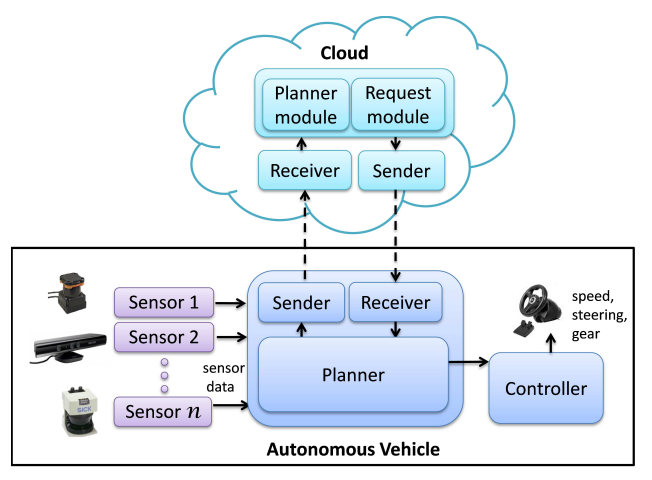 Cloud
Planner
module
Request
module
Receiver
Sender
Sensor 1
Sensor 2
Sensor n
sensor
data
Sender
Receiver
Planner
Controller
speed,
steering,
gear
SICK
Autonomous Vehicle